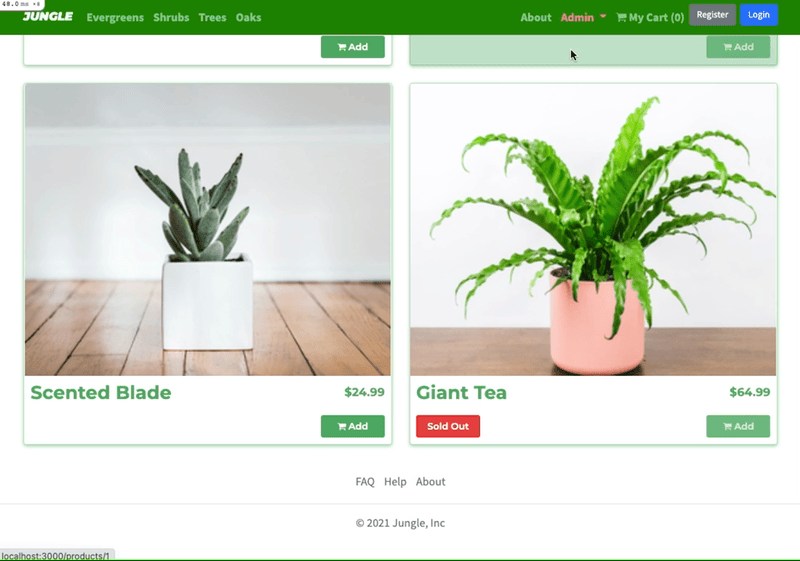 48.0 ms ×8
JUNGLE Evergreens Shrubs Trees Oaks About Admin My Cart (0) Register Login
Add Add
Scented Blade $24.99
Add
Giant Tea $64.99
Sold Out Add
FAQ Help About
© 2021 Jungle, Inc
localhost:3000/products/1